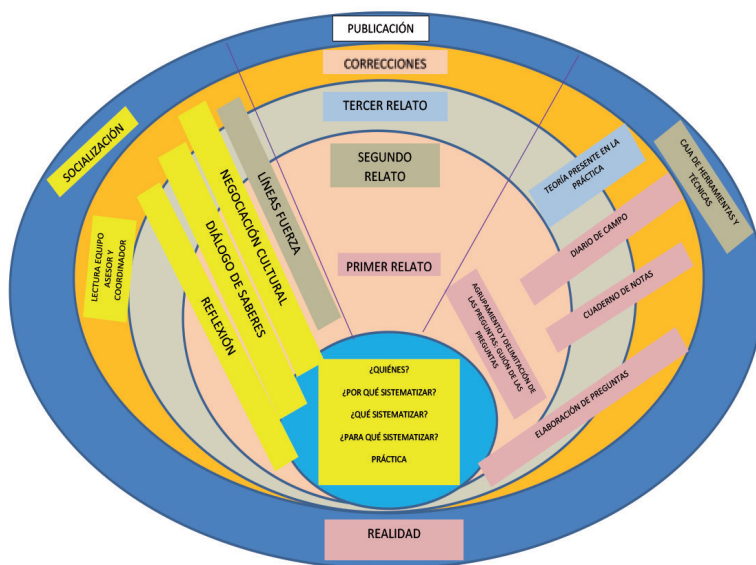 PUBLICACIÓN
CORRECCIONES
TERCER RELATO
SEGUNDO
RELATO
PRIMER RELATO
SOCIALIZACIÓN
LECTURA EQUIPO
ASESOR Y
COORDINADOR
REFLEXIÓN
DIÁLOGO DE SABERES
NEGOCIACIÓN CULTURAL
LÍNEAS FUERZA
TEORÍA PRESENTE EN LA
PRÁCTICA
CAJA DE HERRAMIENTAS Y
TÉCNICAS
DIARIO DE CAMPO
CUADERNO DE NOTAS
AGRUPAMIENTO Y DELIMITACIÓN DE
LAS PREGUNTAS: GUIÓN DE LAS
PREGUNTAS
ELABORACIÓN DE PREGUNTAS
¿QUIÉNES?
¿POR QUÉ SISTEMATIZAR?
¿QUÉ SISTEMATIZAR?
¿PARA QUÉ SISTEMATIZAR?
PRÁCTICA
REALIDAD